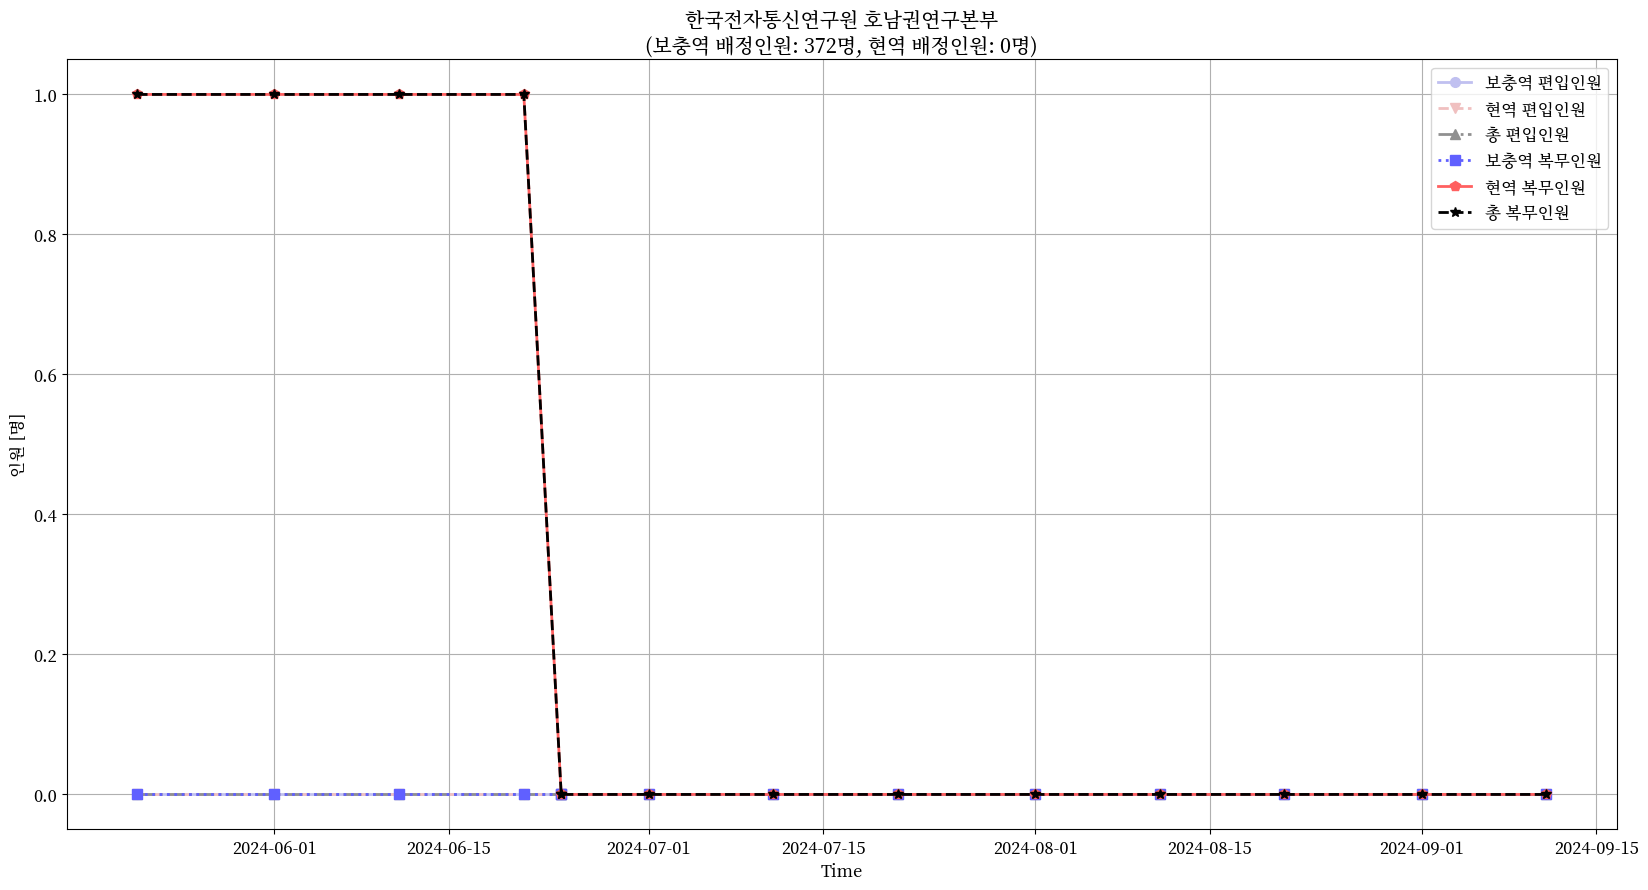 한국전자통신연구원 호남권연구본부
(보충역 배정인원: 372명, 현역 배정인원: 0명)
보충역 편입인원
현역 편입인원
총 편입인원
보충역 복무인원
현역 복무인원
총 복무인원
인원 [명]
1.0
0.8
0.6
0.4
0.2
0.0
2024-06-01
2024-06-15
2024-07-01
2024-07-15
2024-08-01
2024-08-15
2024-09-01
2024-09-15
Time